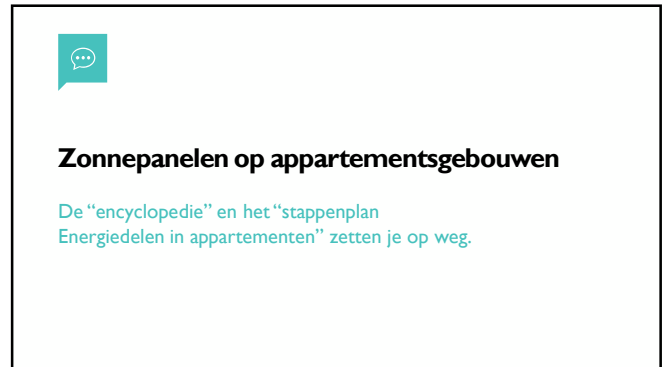 Zonnepanelen op appartementsgebouwen
De “encyclopedie” en het “stappenplan
Energiedelen in appartementen” zetten je op weg.